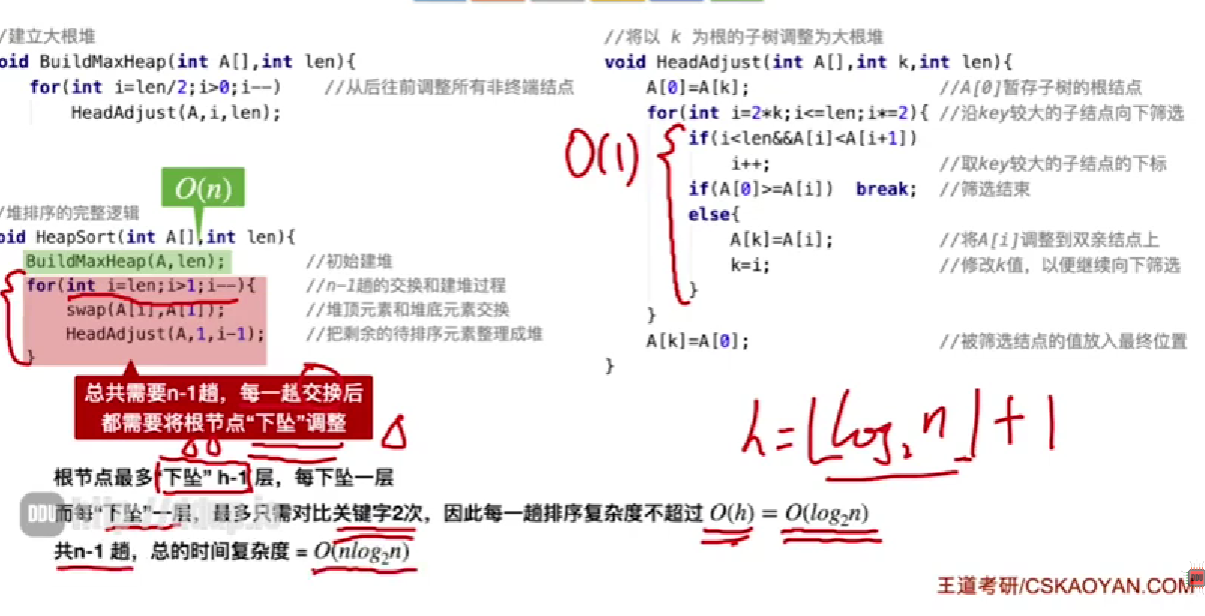 /建立大根堆
oid BuildMaxHeap(int A[],int len){
for(int i=len/2;i>0;i--) //从后往前调整所有非终端结点
HeadAdjust(A,i,len);
O(n)
/堆排序的完整逻辑
oid HeapSort(int A[],int len){
BuildMaxHeap(A,len); //初始建堆
for(int i=len;i>1;i--){ //n-1趟的交换和建堆过程
swap(A[i],A[1]); //堆顶元素和堆底元素交换
HeadAdjust(A,1,i-1); //把剩余的待排序元素整理成堆
}
总共需要n-1趟，每一趟交换后
都需要将根节点“下坠”调整
//将以 k 为根的子树调整为大根堆
void HeadAdjust(int A[],int k,int len){
A[0]=A[k]; //A[0]暂存子树的根结点
for(int i=2*k;i<=len;i*=2){ //沿key较大的子结点向下筛选
O(1)
if(i<len&&A[i]<A[i+1])
i++; //取key较大的子结点的下标
if(A[0]>=A[i]) break; //筛选结束
else{
A[k]=A[i]; //将A[i]调整到双亲结点上
k=i; //修改k值，以便继续向下筛选
}
}
A[k]=A[0]; //被筛选结点的值放入最终位置
}
h=⌊log₂n⌋+1
根节点最多“下坠” h-1 层，每下坠一层
而每“下坠”一层，最多只需对比关键字2次，因此每一趟排序复杂度不超过 O(h) = O(log₂n)
共n-1 趟，总的时间复杂度 = O(nlog₂n)
王道考研/CSKAOYAN.COM